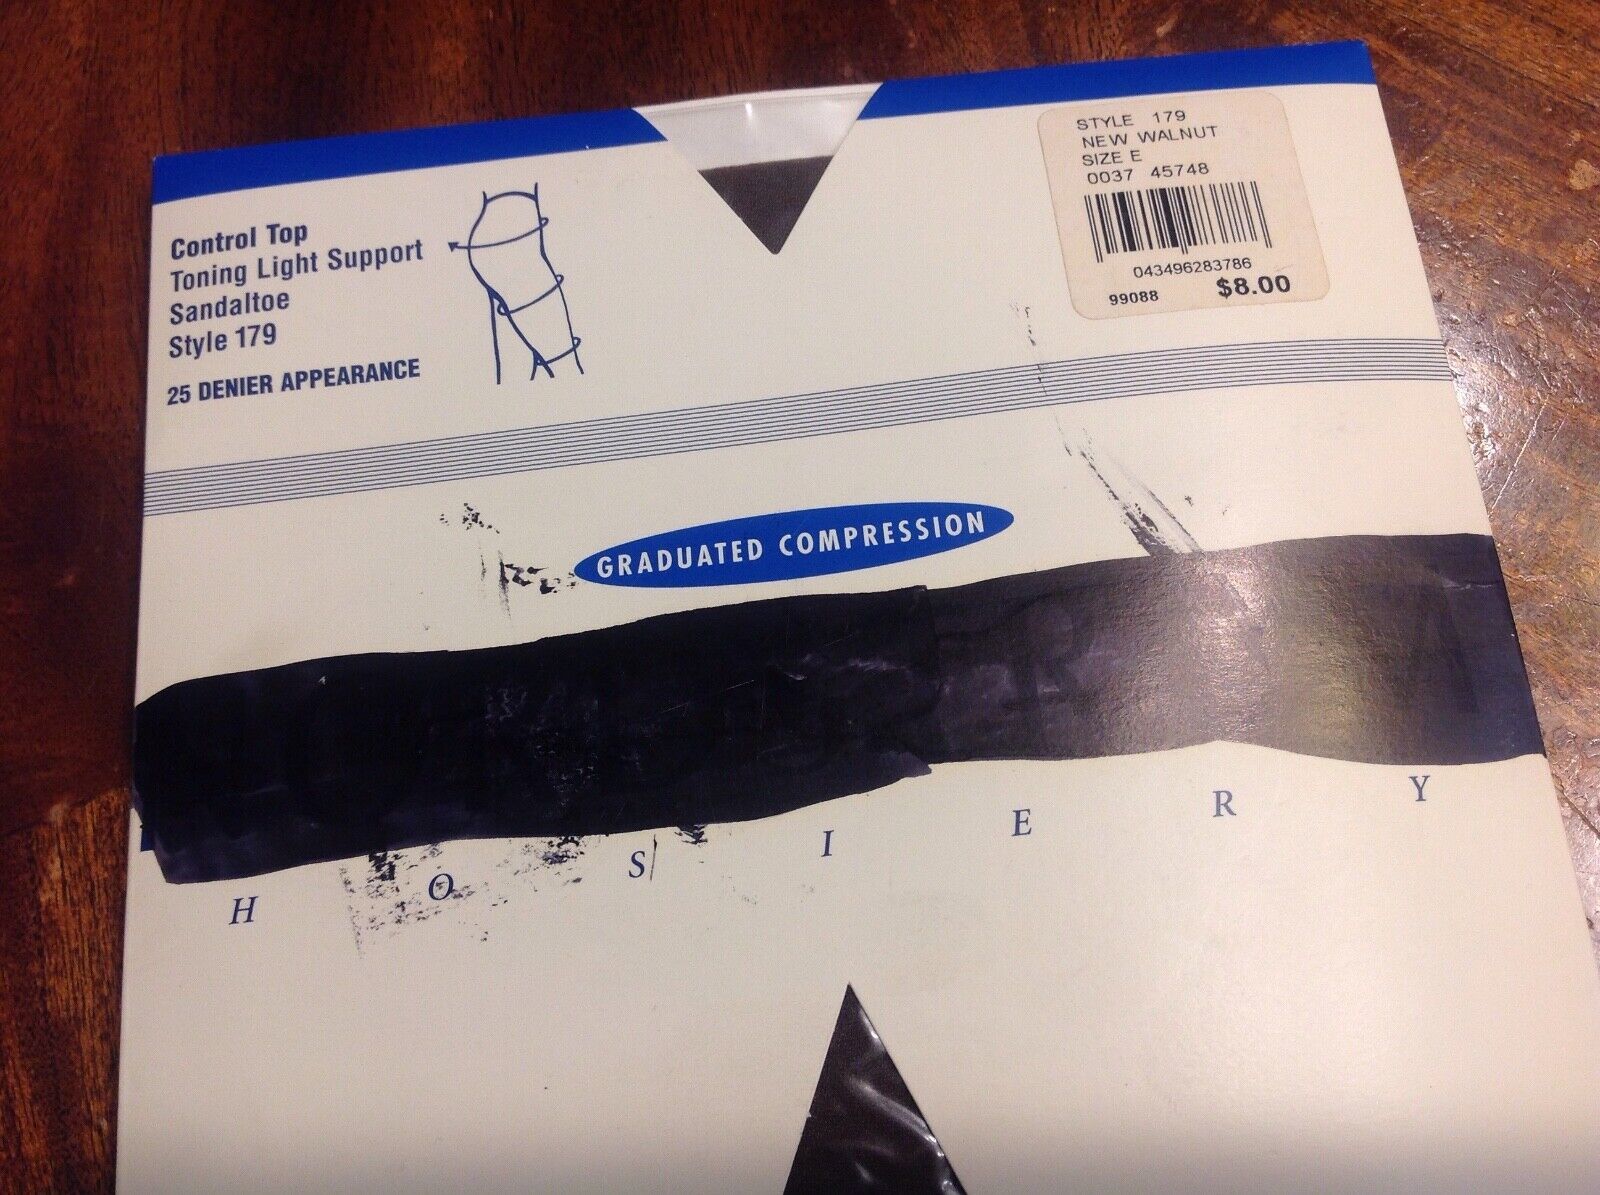 Control Top
Toning Light Support
Sandaltoe
Style 179
25 DENIER APPEARANCE
STYLE 179
NEW WALNUT
SIZE E
0037 45748
043496283786
99088 $8.00
GRADUATED COMPRESSION
H O S I E R Y